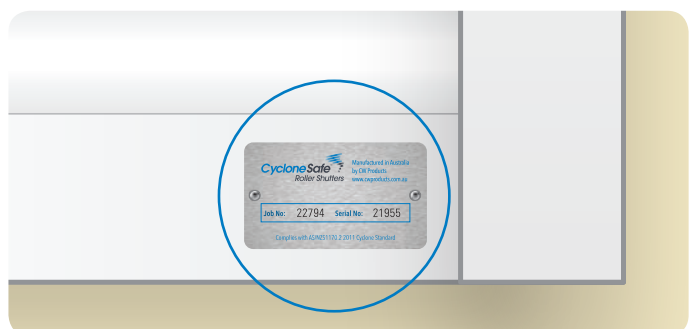 CycloneSafe
Roller Shutters
Manufactured in Australia
by CW Products
www.cwproducts.com.au
Job No: 22794 Serial No: 21955
Complies with AS/NZS1170.2:2011 Cyclone Standard